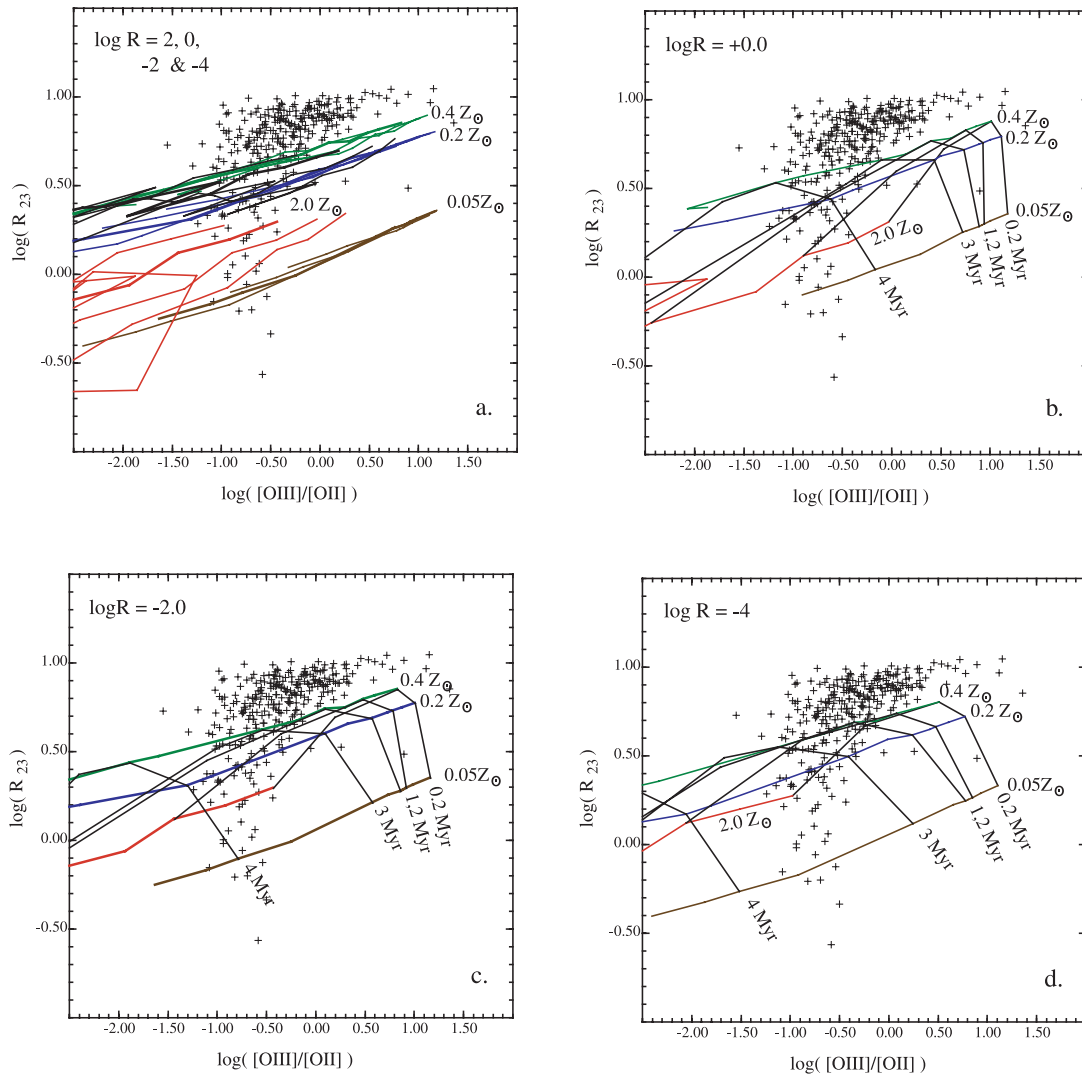 log R = 2, 0,
-2 & -4
1.00
0.50
0.00
-0.50
log( R 23)
0.4 Z⊙
0.2 Z⊙
2.0 Z⊙
0.05Z⊙
a.
-2.00 -1.50 -1.00 -0.50 0.00 0.50 1.00 1.50
log( [OIII]/[OII] )
logR = +0.0
1.00
0.50
0.00
-0.50
log( R 23)
0.4 Z⊙
0.2 Z⊙
0.05Z⊙
2.0 Z⊙
0.2 Myr
1,2 Myr
3 Myr
4 Myr
b.
-2.00 -1.50 -1.00 -0.50 0.00 0.50 1.00 1.50
log( [OIII]/[OII] )
logR = -2.0
1.00
0.50
0.00
-0.50
log( R 23)
0.4 Z⊙
0.2 Z⊙
0.05Z⊙
0.2 Myr
1,2 Myr
3 Myr
4 Myr
c.
-2.00 -1.50 -1.00 -0.50 0.00 0.50 1.00 1.50
log( [OIII]/[OII] )
log R = -4
1.00
0.50
0.00
-0.50
log( R 23)
0.4 Z⊙
0.2 Z⊙
0.05Z⊙
2.0 Z⊙
0.2 Myr
1,2 Myr
3 Myr
4 Myr
d.
-2.00 -1.50 -1.00 -0.50 0.00 0.50 1.00 1.50
log( [OIII]/[OII] )